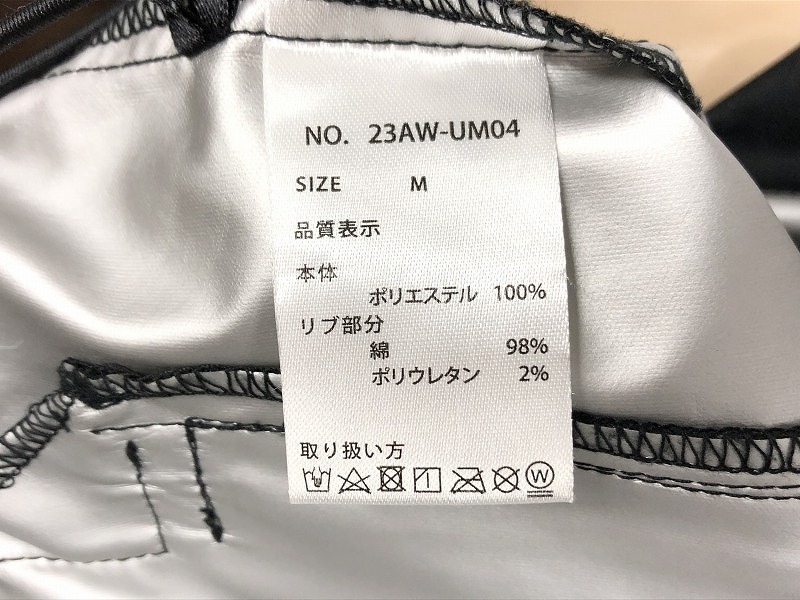 NO. 23AW-UM04
SIZE M
品質表示
本体
ポリエステル 100%
リブ部分
綿 98%
ポリウレタン 2%
取り扱い方
W